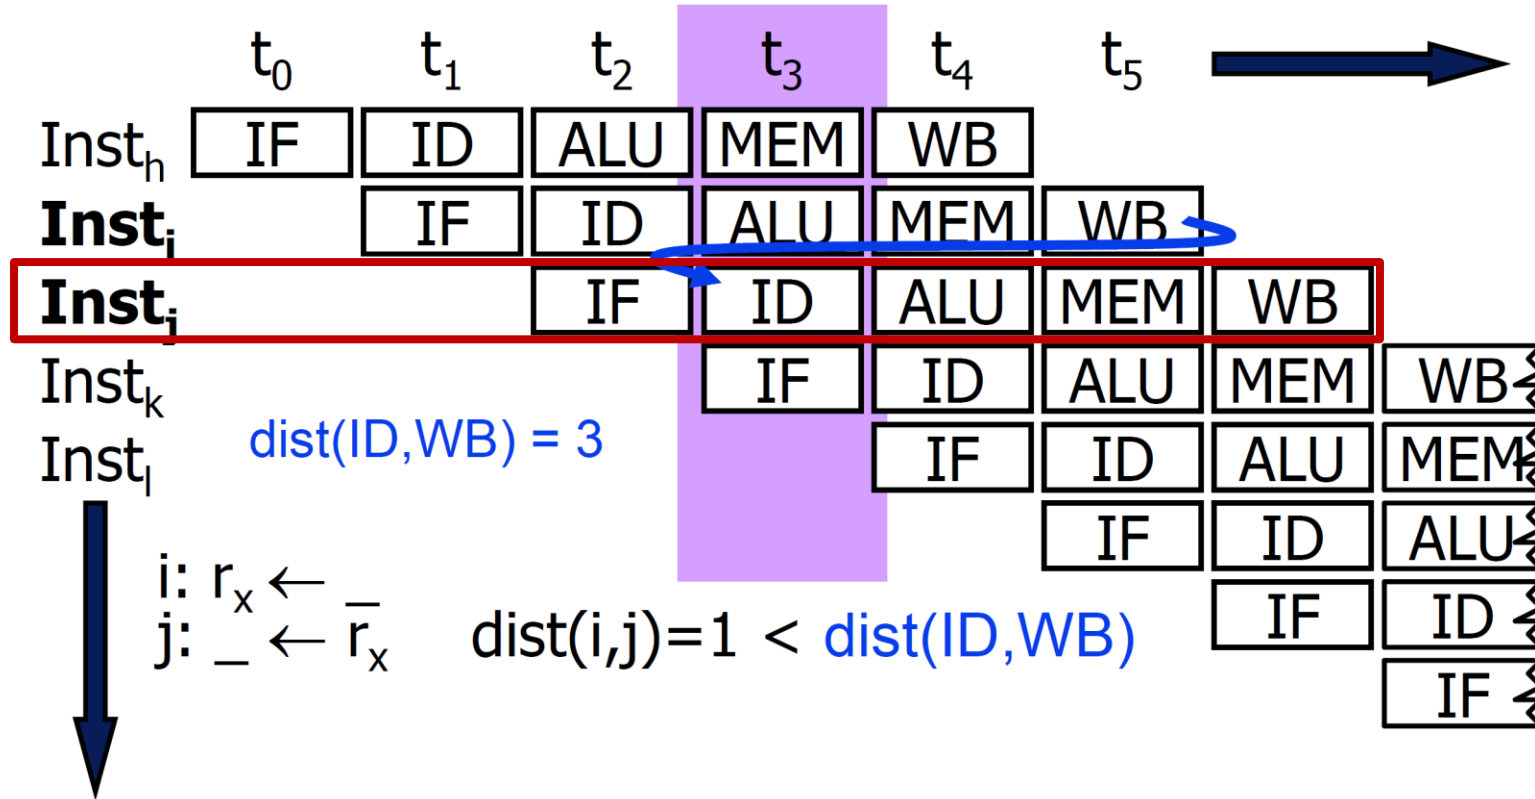 t0 t1 t2 t3 t4 t5
Insth IF ID ALU MEM WB
Insti IF ID ALU MEM WB
Instj IF ID ALU MEM WB
Instk IF ID ALU MEM WB
Instl IF ID ALU MEM
dist(ID,WB) = 3
IF ID ALU
i: rx ← _
IF ID
j: _ ← rx dist(i,j)=1 < dist(ID,WB)
IF